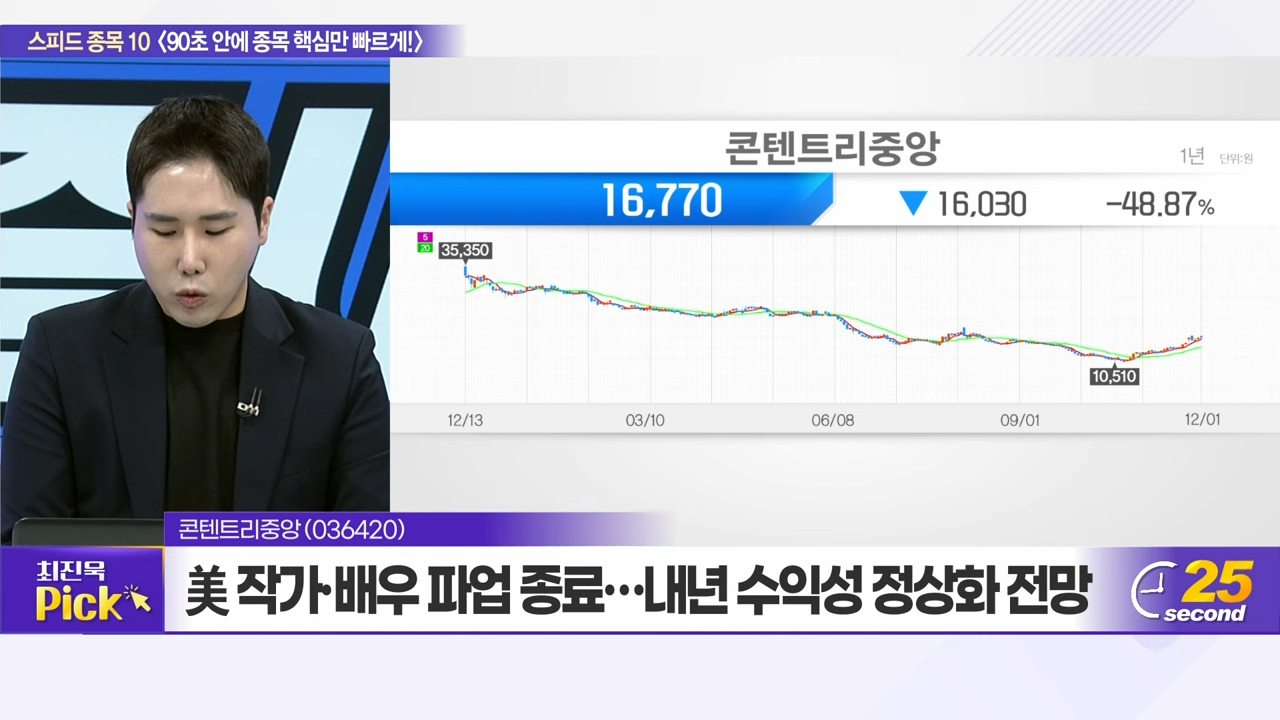 스피드 종목 10 〈90초 안에 종목 핵심만 빠르게!〉
콘텐트리중앙
1년 단위:원
16,770 ▼ 16,030 -48.87%
5
20
35,350
10,510
12/13 03/10 06/08 09/01 12/01
콘텐트리중앙(036420)
최진욱
Pick
美 작가·배우 파업 종료…내년 수익성 정상화 전망
25
second